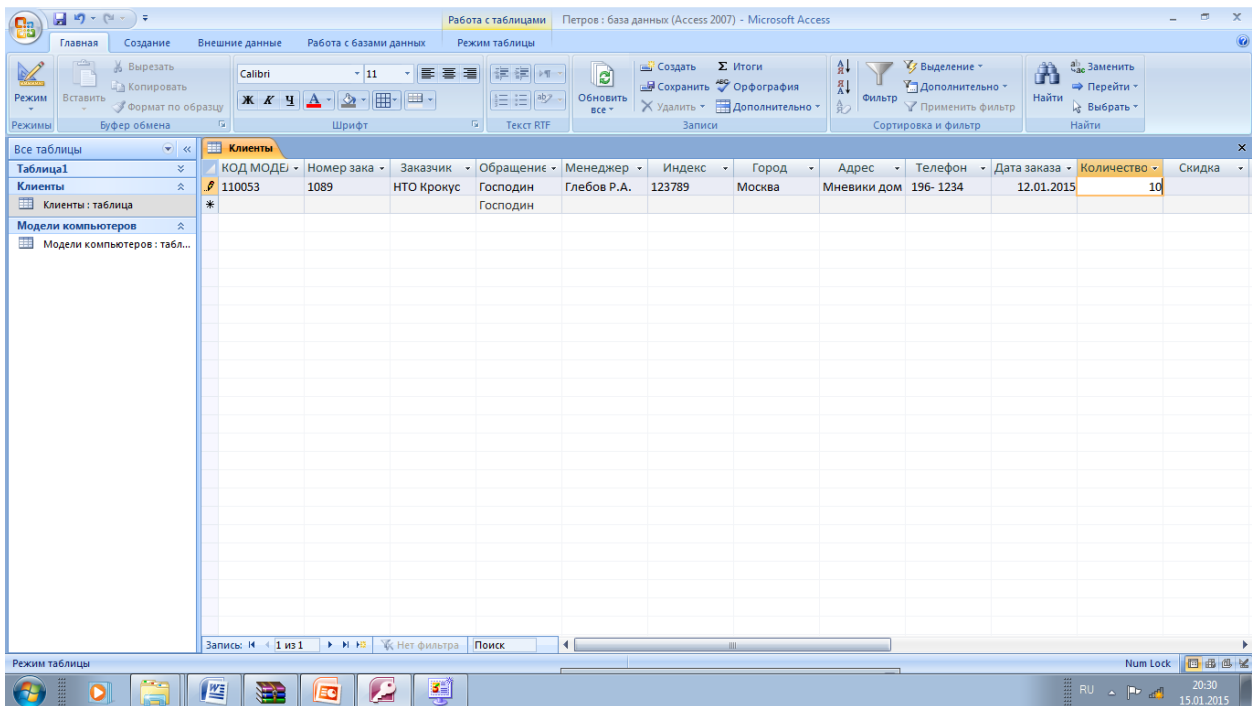 Работа с таблицами Петров : база данных (Access 2007) - Microsoft Access
Главная Создание Внешние данные Работа с базами данных Режим таблицы
Режим
Режимы
Вставить
Вырезать
Копировать
Формат по образцу
Буфер обмена
Calibri 11
Ж К Ч
Шрифт
Текст RTF
Обновить все
Создать
Сохранить
Удалить
Итоги
Орфография
Дополнительно
Записи
Фильтр
Выделение
Дополнительно
Применить фильтр
Сортировка и фильтр
Найти
Заменить
Перейти
Выбрать
Найти
Все таблицы
Таблица1
Клиенты
Клиенты : таблица
Модели компьютеров
Модели компьютеров : табл...
Клиенты
КОД МОДЕЛ Номер зака Заказчик Обращение Менеджер Индекс Город Адрес Телефон Дата заказа Количество Скидка
110053 1089 НТО Крокус Господин Глебов Р.А. 123789 Москва Мневики дом 196- 1234 12.01.2015 10
Господин
Запись: 1 из 1 Нет фильтра Поиск
Режим таблицы Num Lock
RU 20:30
15.01.2015